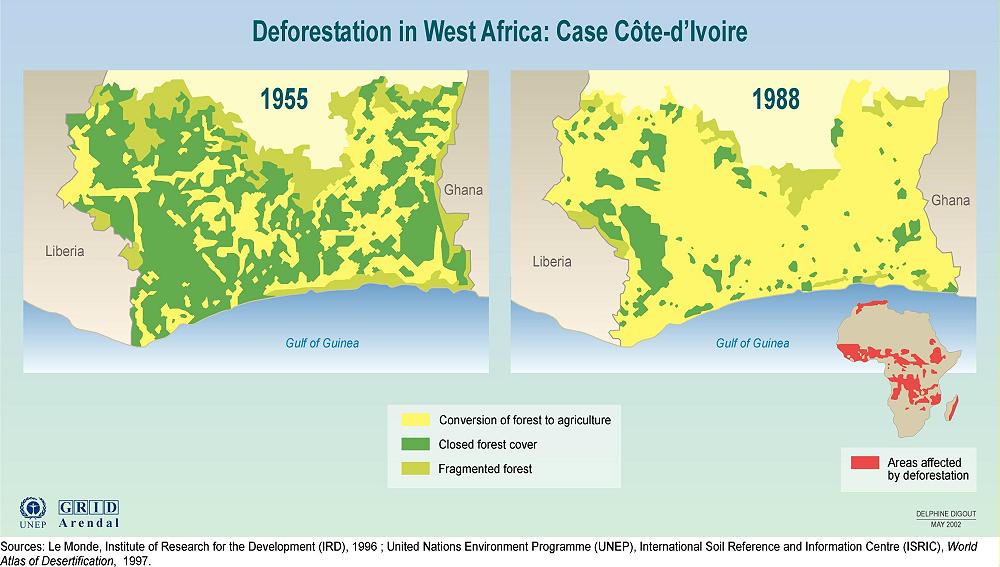 Deforestation in West Africa: Case Côte-d'Ivoire
1955
1988
Ghana
Liberia
Gulf of Guinea
Ghana
Liberia
Gulf of Guinea
Conversion of forest to agriculture
Closed forest cover
Fragmented forest
Areas affected
by deforestation
UNEP
GRID
Arendal
DELPHINE DIGOUT
MAY 2002
Sources: Le Monde, Institute of Research for the Development (IRD), 1996 ; United Nations Environment Programme (UNEP), International Soil Reference and Information Centre (ISRIC), World
Atlas of Desertification, 1997.